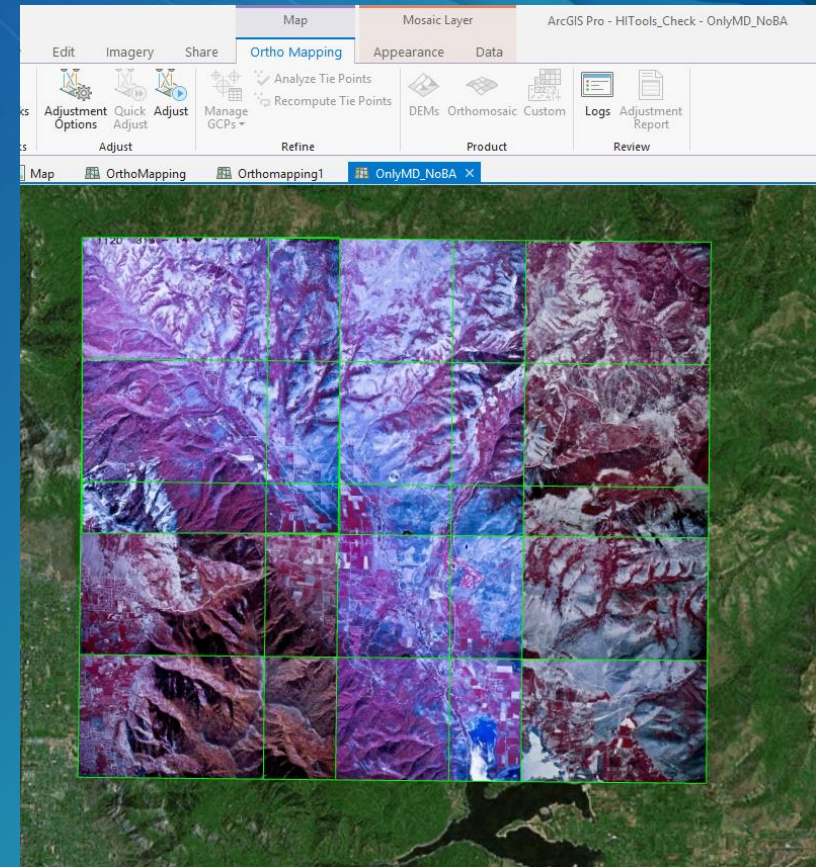 Map
Mosaic Layer
ArcGIS Pro - HITools_Check - OnlyMD_NoBA
Edit
Imagery
Share
Ortho Mapping
Appearance
Data
Adjustment
Options
Quick
Adjust
Adjust
Manage
GCPs
Analyze Tie Points
Recompute Tie Points
DEMs
Orthomosaic
Custom
Logs
Adjustment
Report
Adjust
Refine
Product
Review
Map
OrthoMapping
Orthomapping1
OnlyMD_NoBA